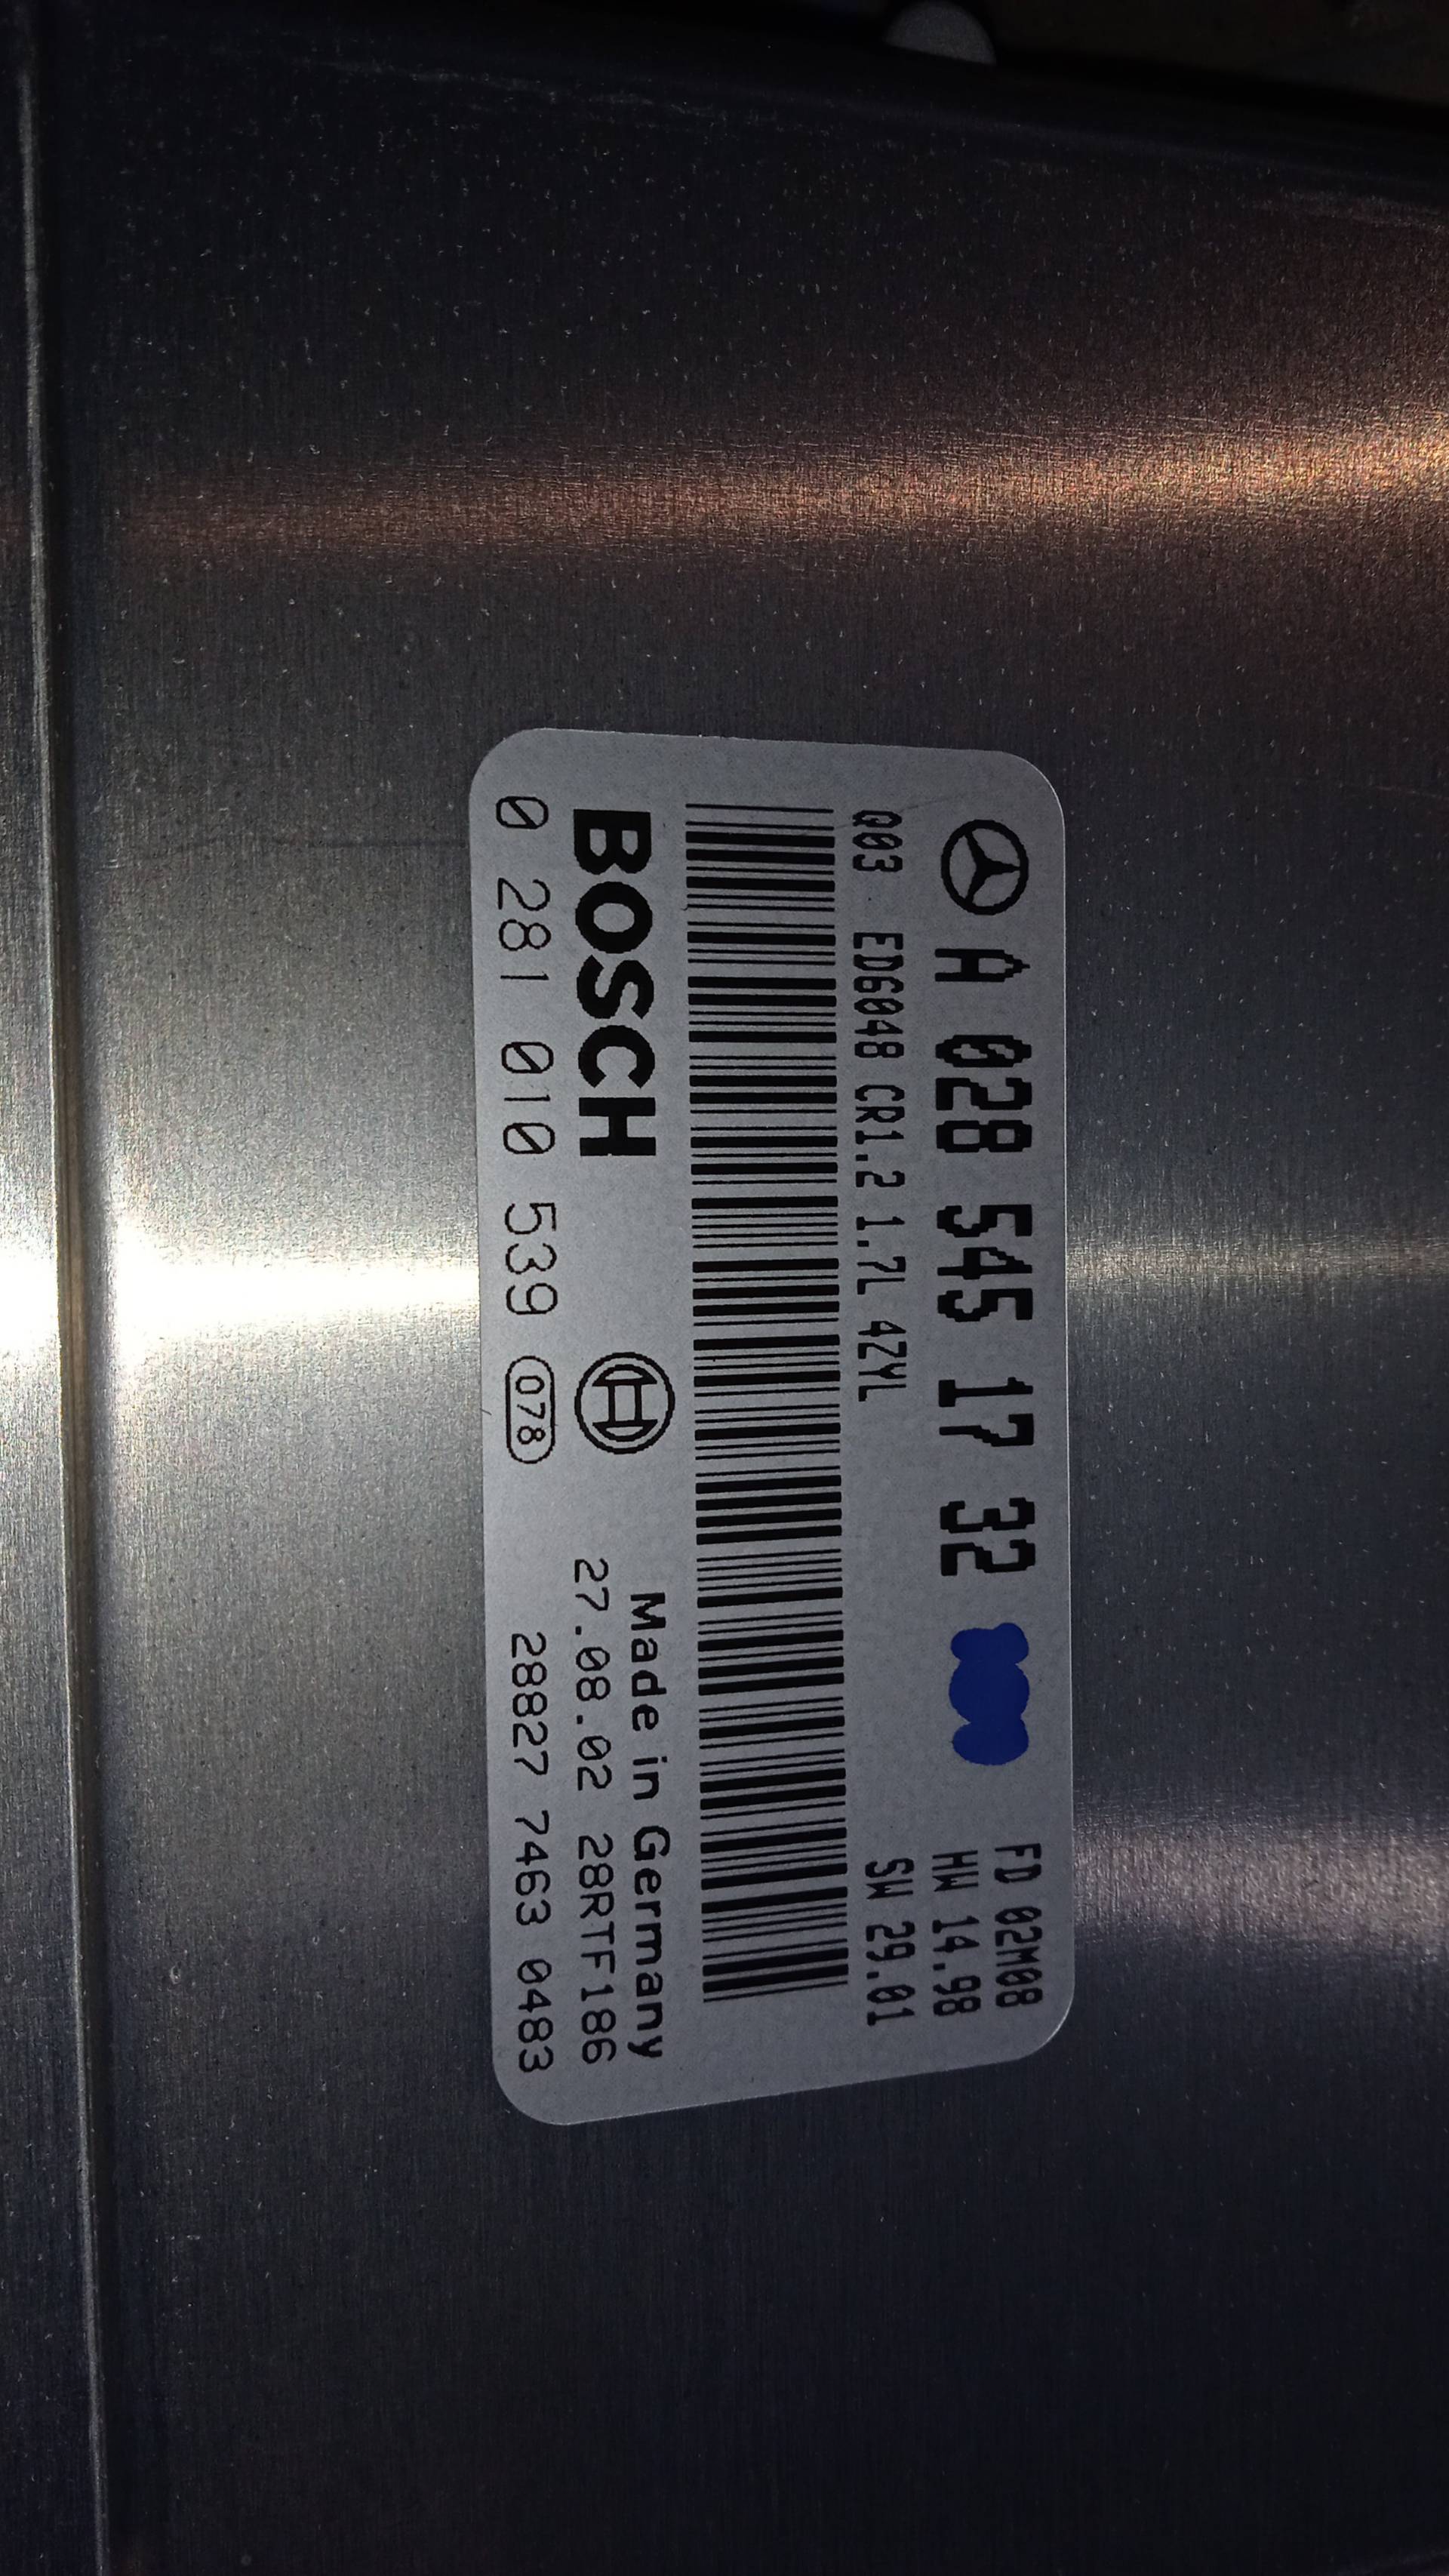 A 028 545 17 32
FD 02M08
HW 14.98
SW 29.01
Q03 ED6048 CR1.2 1.7L 4ZYL
Made in Germany
BOSCH
27.08.02 28RTF186
0 281 010 539 078 28827 7463 0483